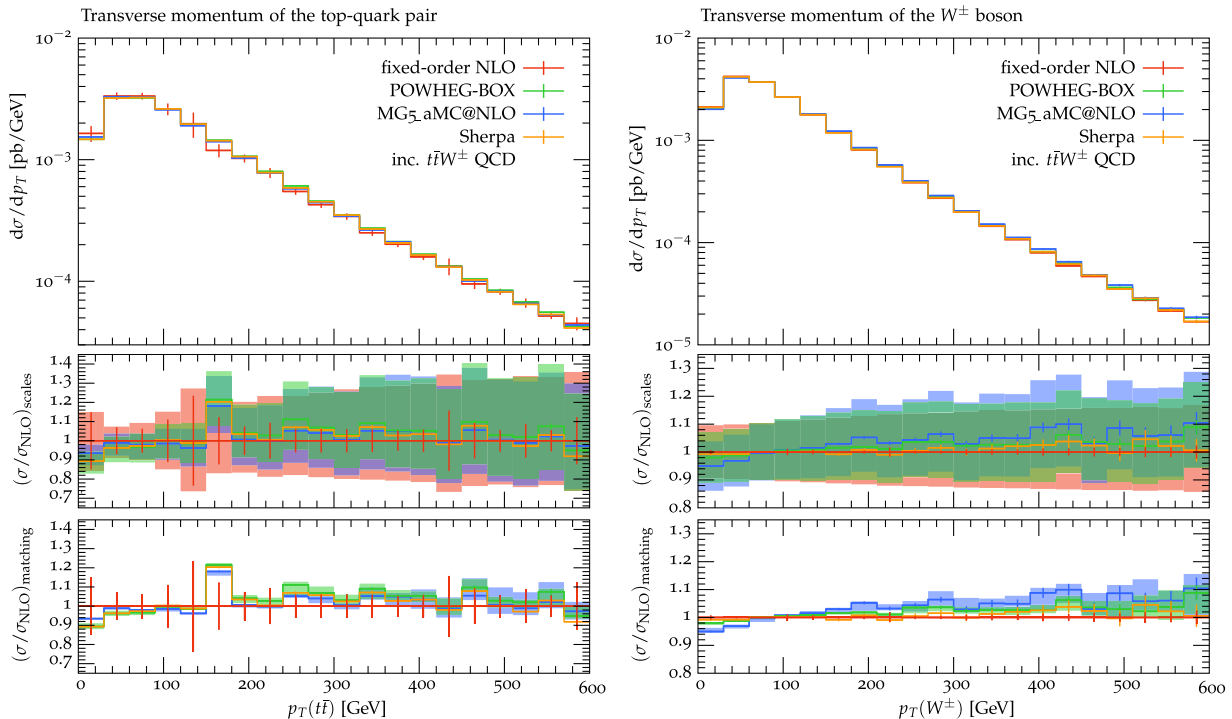 Transverse momentum of the top-quark pair
10⁻²
10⁻³
10⁻⁴
dσ/dp_T [pb/GeV]
fixed-order NLO
POWHEG-BOX
MG5_aMC@NLO
Sherpa
inc. tt̄W± QCD
1.4
1.3
1.2
1.1
1
0.9
0.8
0.7
(σ/σ_NLO)_scales
1.4
1.3
1.2
1.1
1
0.9
0.8
0.7
(σ/σ_NLO)_matching
0 100 200 300 400 500 600
p_T(tt̄) [GeV]
Transverse momentum of the W± boson
10⁻²
10⁻³
10⁻⁴
10⁻⁵
dσ/dp_T [pb/GeV]
fixed-order NLO
POWHEG-BOX
MG5_aMC@NLO
Sherpa
inc. tt̄W± QCD
1.3
1.2
1.1
1.0
0.9
0.8
(σ/σ_NLO)_scales
1.3
1.2
1.1
1.0
0.9
0.8
(σ/σ_NLO)_matching
0 100 200 300 400 500 600
p_T(W±) [GeV]